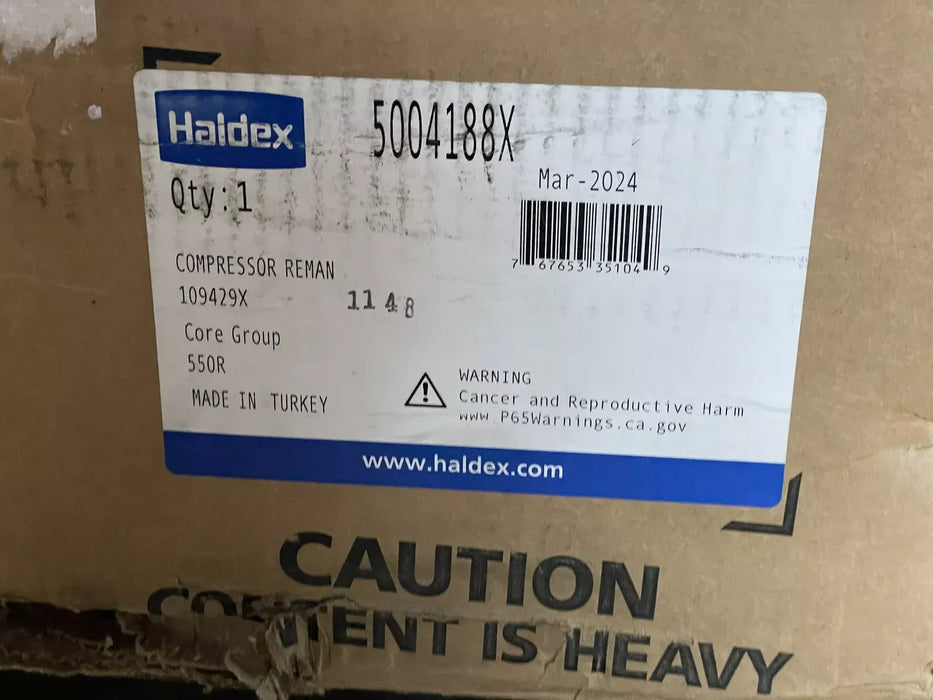 Haldex
5004188X
Qty: 1
Mar-2024
7 67653 35104 9
COMPRESSOR REMAN
109429X
1148
Core Group
550R
MADE IN TURKEY
WARNING
Cancer and Reproductive Harm
www.P65Warnings.ca.gov
www.haldex.com
CAUTION
CONTENT IS HEAVY